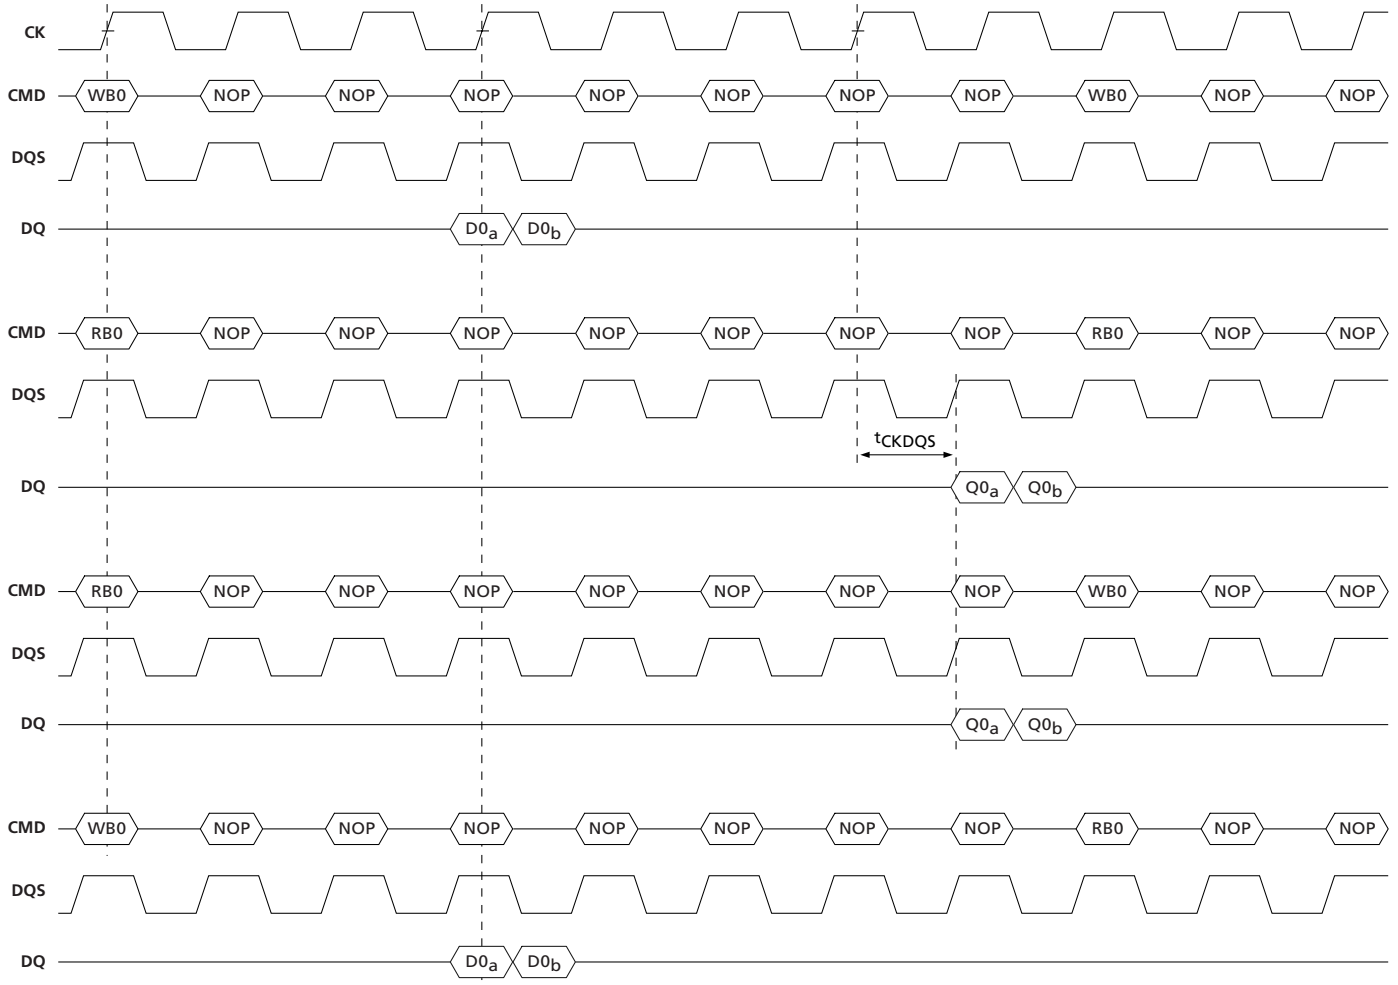 CK
CMD WB0 NOP NOP NOP NOP NOP NOP NOP WB0 NOP NOP
DQS
DQ D0a D0b
CMD RB0 NOP NOP NOP NOP NOP NOP NOP RB0 NOP NOP
DQS
tCKDQS
DQ Q0a Q0b
CMD RB0 NOP NOP NOP NOP NOP NOP NOP WB0 NOP NOP
DQS
DQ Q0a Q0b
CMD WB0 NOP NOP NOP NOP NOP NOP NOP RB0 NOP NOP
DQS
DQ D0a D0b